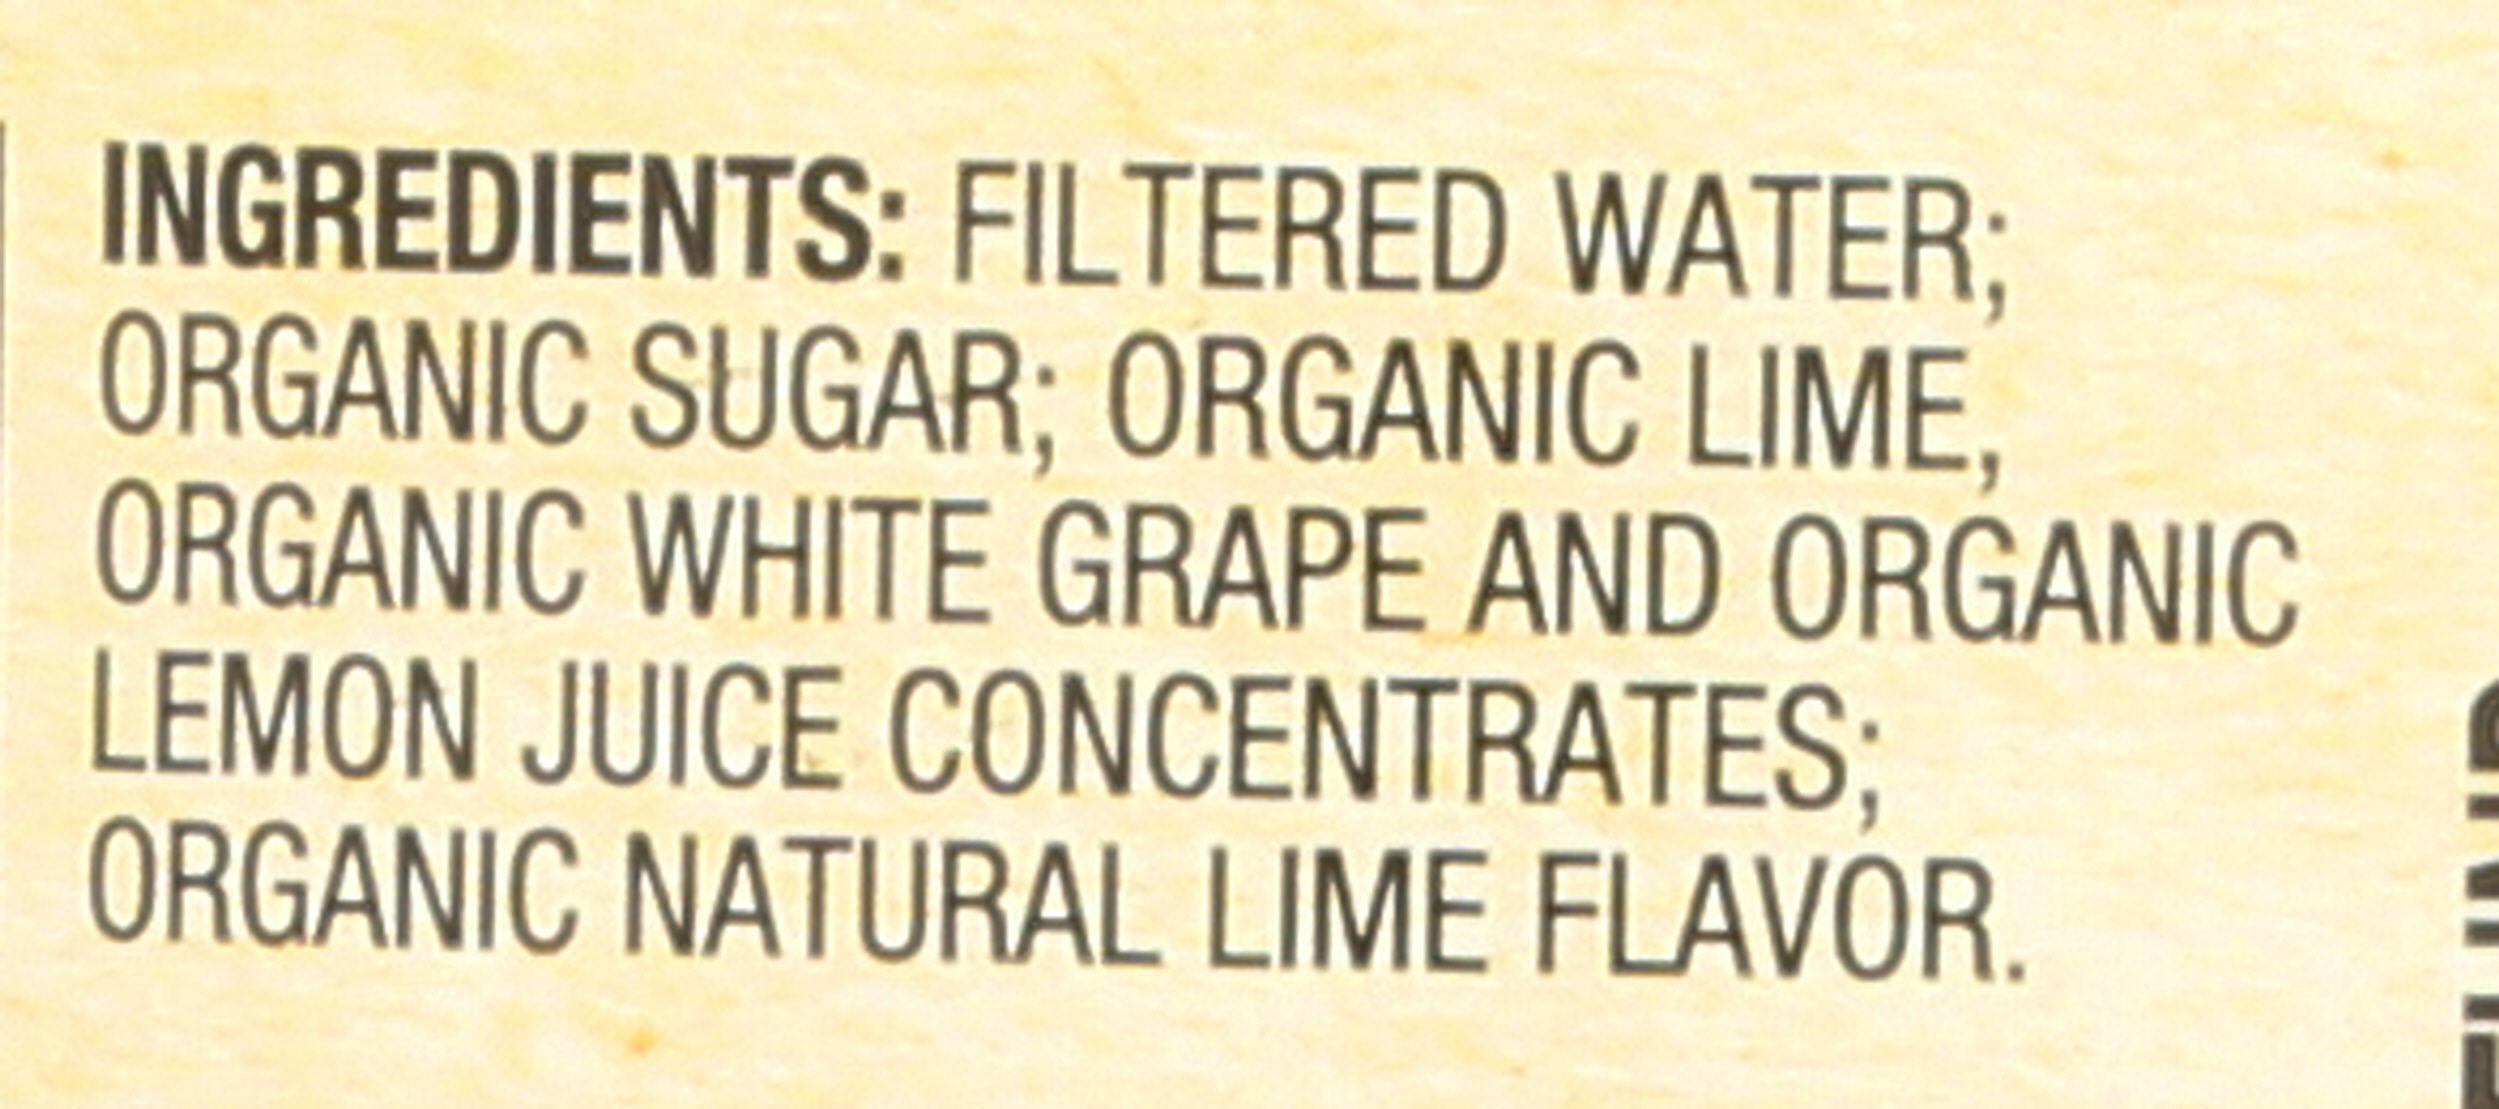 INGREDIENTS: FILTERED WATER;
ORGANIC SUGAR; ORGANIC LIME,
ORGANIC WHITE GRAPE AND ORGANIC
LEMON JUICE CONCENTRATES;
ORGANIC NATURAL LIME FLAVOR.